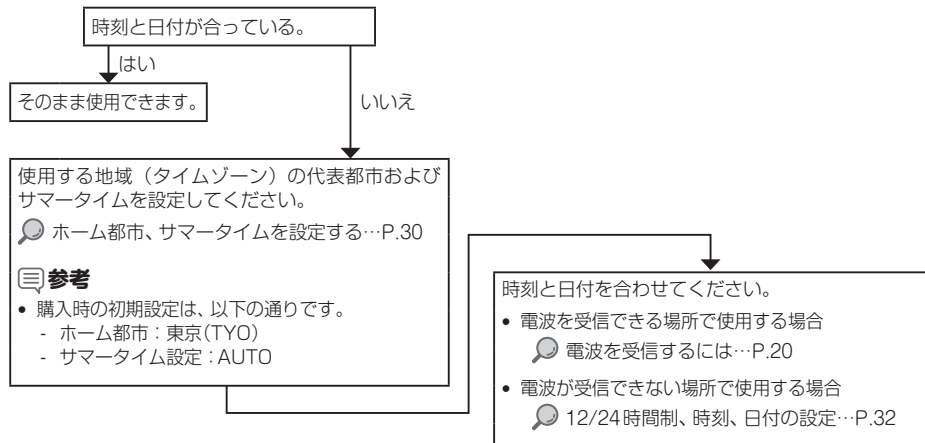 時刻と日付が合っている。
はい
そのまま使用できます。
いいえ
使用する地域（タイムゾーン）の代表都市および
サマータイムを設定してください。
ホーム都市、サマータイムを設定する…P.30
参考
• 購入時の初期設定は、以下の通りです。
- ホーム都市：東京(TYO)
- サマータイム設定：AUTO
時刻と日付を合わせてください。
• 電波を受信できる場所で使用する場合
電波を受信するには…P.20
• 電波が受信できない場所で使用する場合
12/24時間制、時刻、日付の設定…P.32